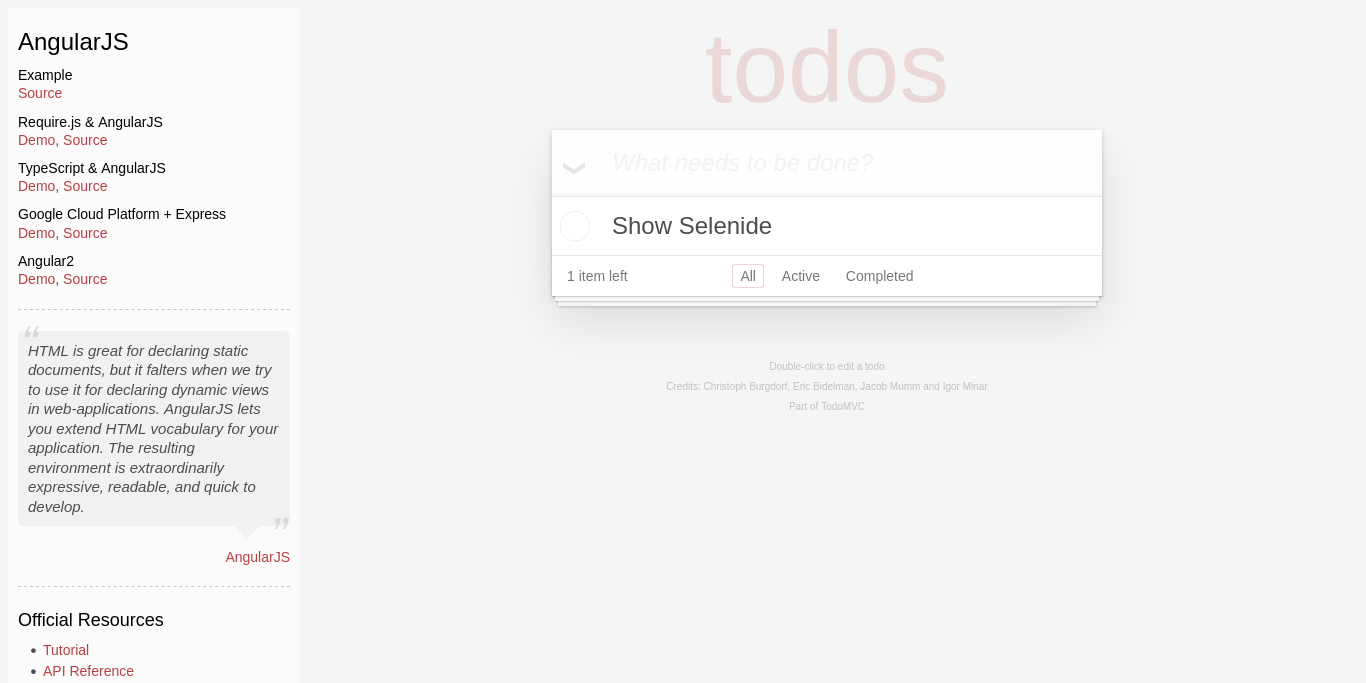 AngularJS
Example
Source
Require.js & AngularJS
Demo, Source
TypeScript & AngularJS
Demo, Source
Google Cloud Platform + Express
Demo, Source
Angular2
Demo, Source
“
HTML is great for declaring static
documents, but it falters when we try
to use it for declaring dynamic views
in web-applications. AngularJS lets
you extend HTML vocabulary for your
application. The resulting
environment is extraordinarily
expressive, readable, and quick to
develop.
”
AngularJS
Official Resources
• Tutorial
• API Reference
todos
What needs to be done?
Show Selenide
1 item left
All Active Completed
Double-click to edit a todo
Credits: Christoph Burgdorf, Eric Bidelman, Jacob Mumm and Igor Minar
Part of TodoMVC